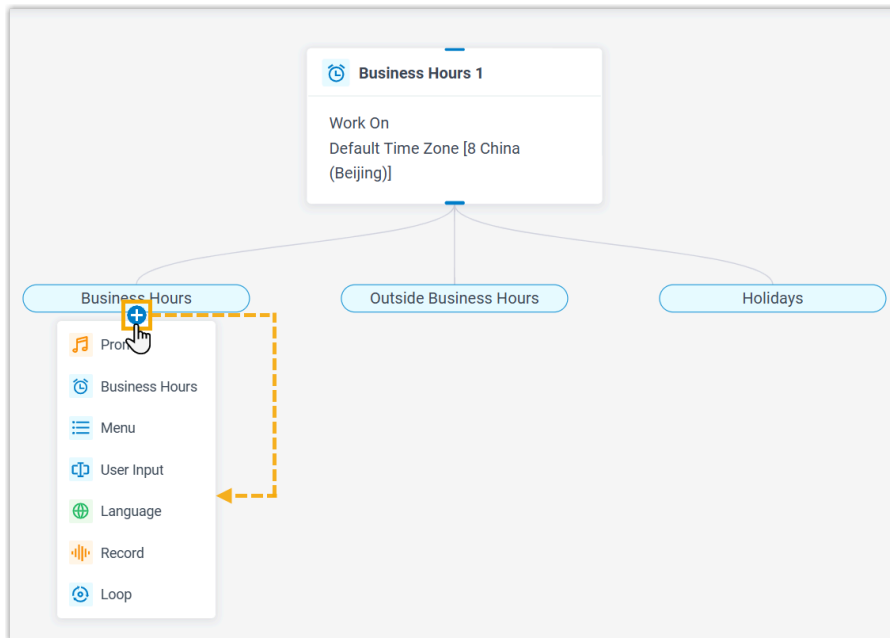 Business Hours 1
Work On
Default Time Zone [8 China
(Beijing)]
Business Hours
Outside Business Hours
Holidays
Business Hours
Menu
User Input
Language
Record
Loop